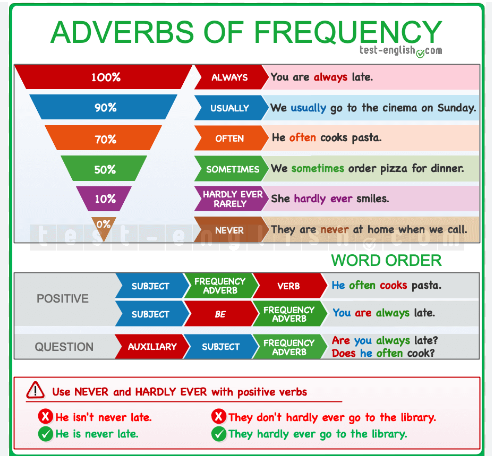 ADVERBS OF FREQUENCY
test-english.com
100% ALWAYS You are always late.
90% USUALLY We usually go to the cinema on Sunday.
70% OFTEN He often cooks pasta.
50% SOMETIMES We sometimes order pizza for dinner.
10% HARDLY EVER
RARELY She hardly ever smiles.
0% NEVER They are never at home when we call.
test-english.com
WORD ORDER
POSITIVE
SUBJECT FREQUENCY ADVERB VERB He often cooks pasta.
SUBJECT BE FREQUENCY ADVERB You are always late.
QUESTION AUXILIARY SUBJECT FREQUENCY ADVERB Are you always late?
Does he often cook?
Use NEVER and HARDLY EVER with positive verbs
He isn't never late. They don't hardly ever go to the library.
He is never late. They hardly ever go to the library.